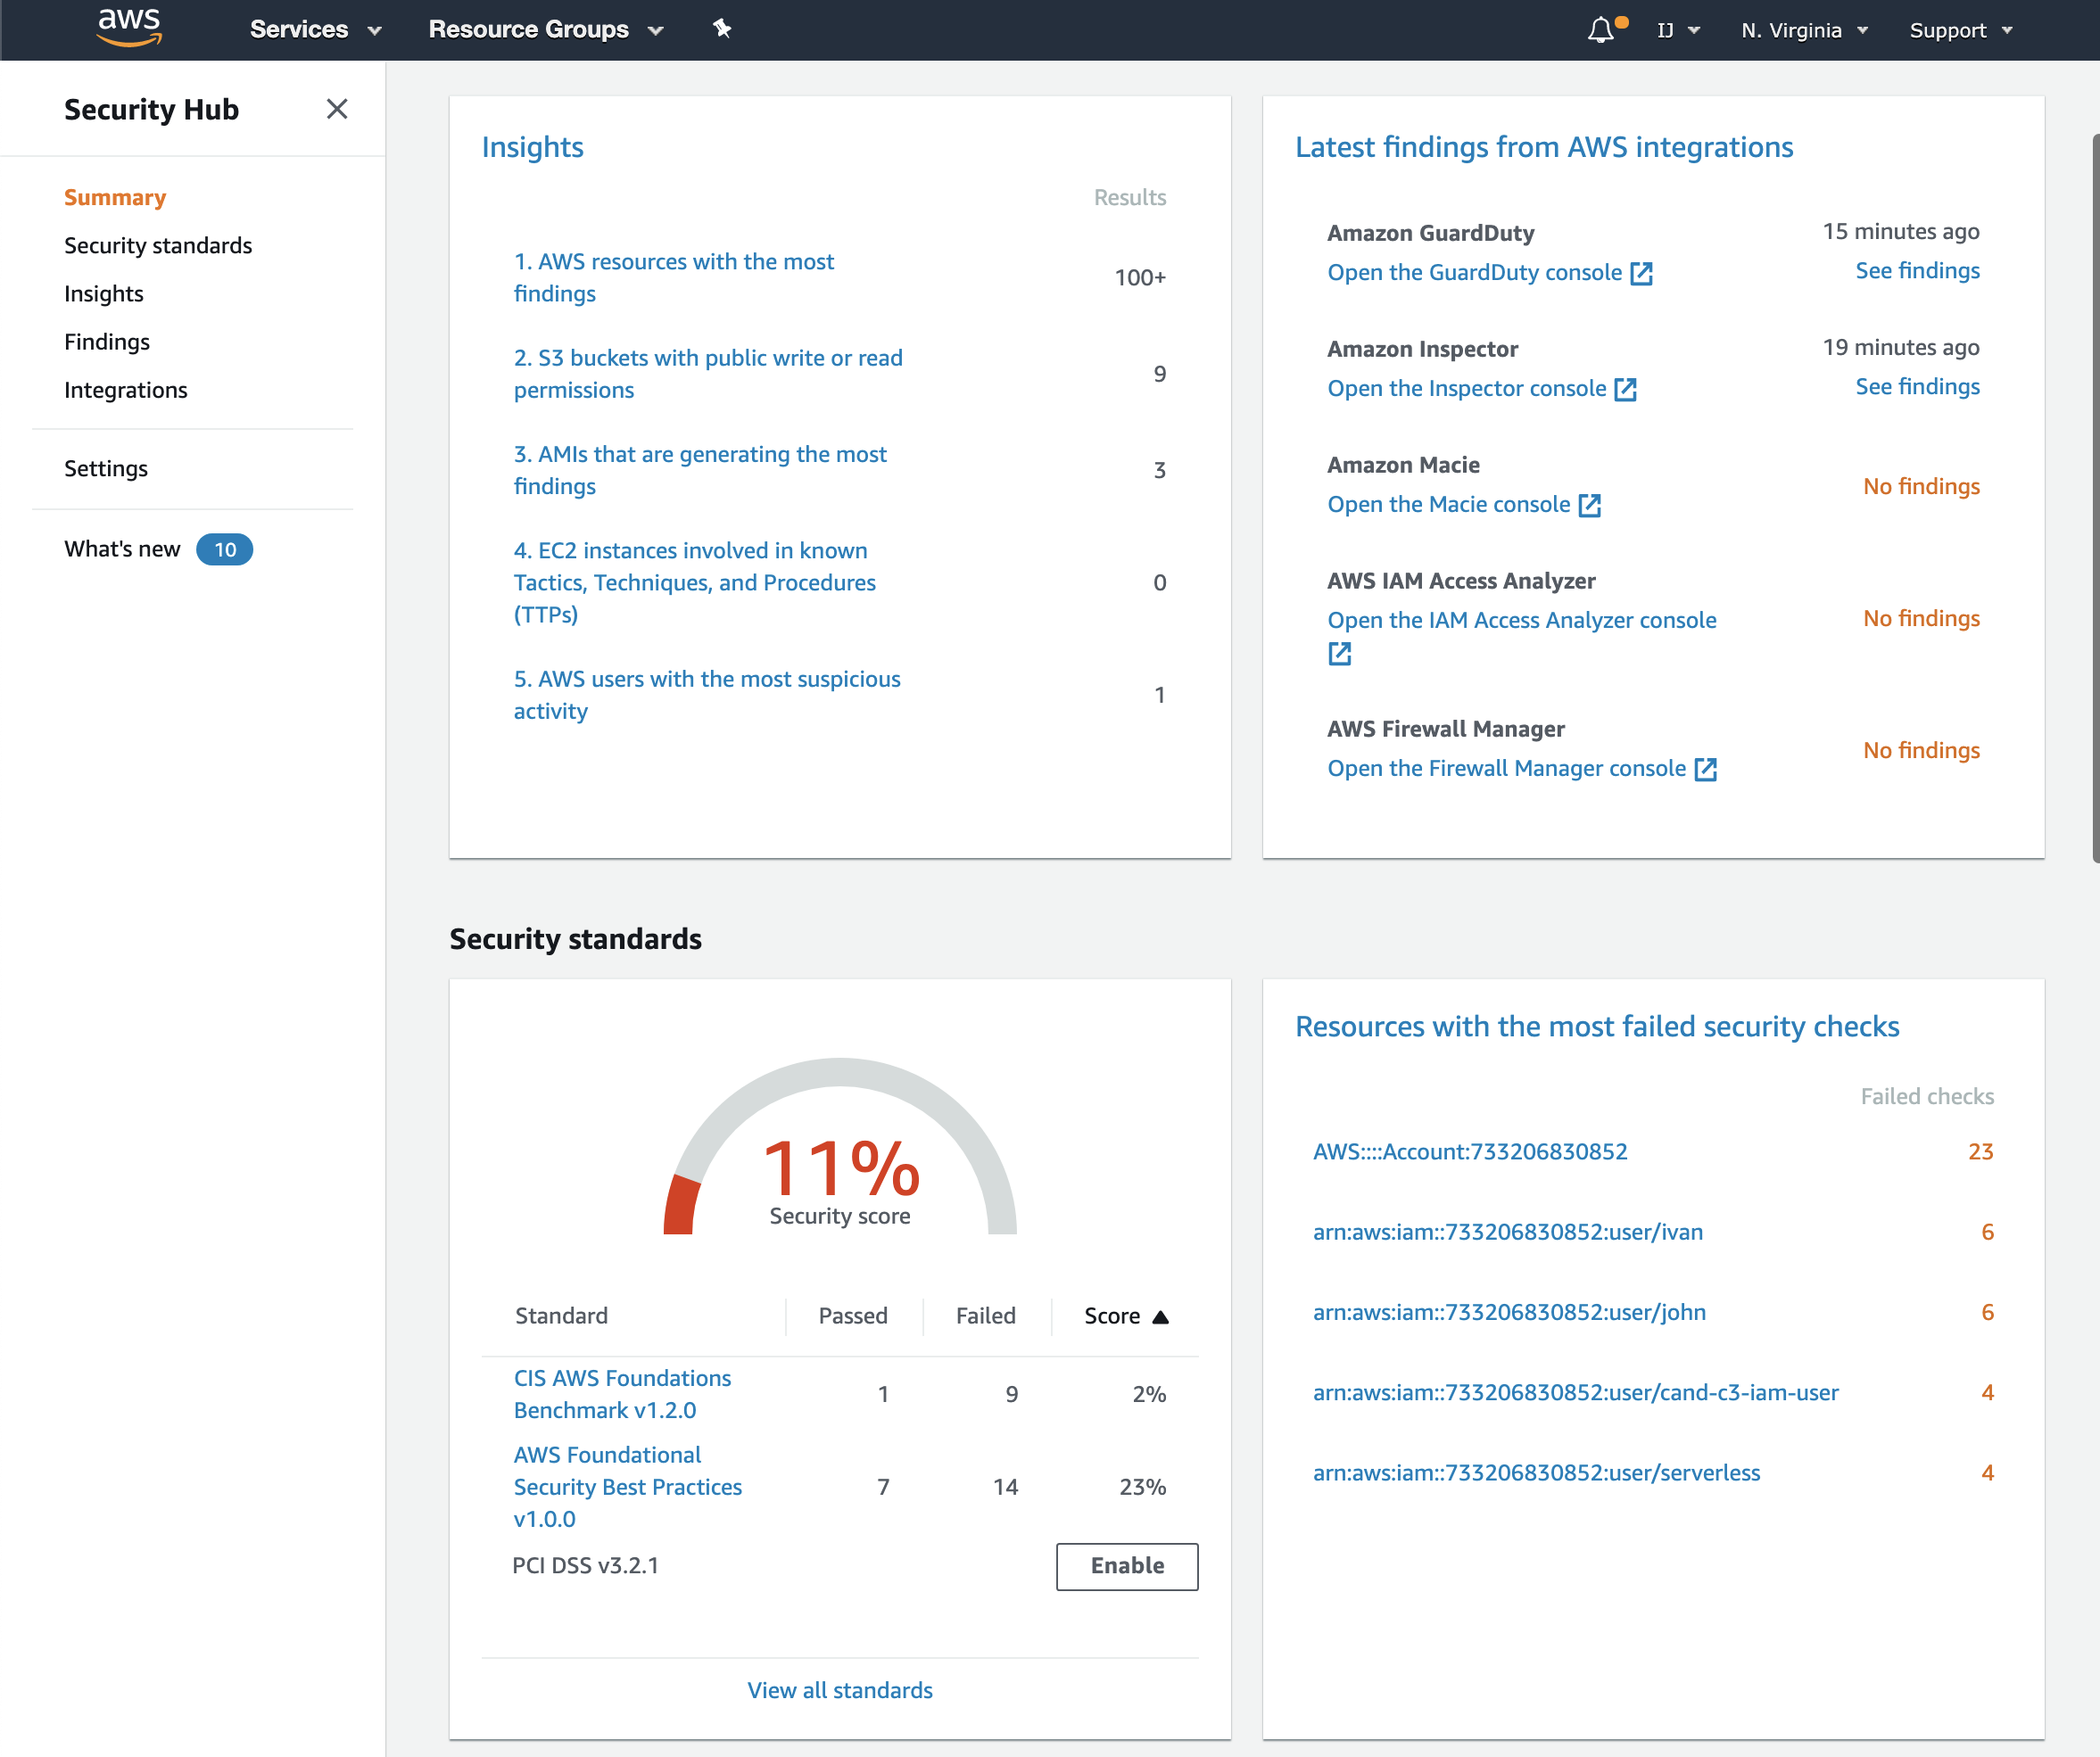 aws
Services
Resource Groups
IJ
N. Virginia
Support
Security Hub
Summary
Security standards
Insights
Findings
Integrations
Settings
What's new 10
Insights
Results
1. AWS resources with the most
findings
100+
2. S3 buckets with public write or read
permissions
9
3. AMIs that are generating the most
findings
3
4. EC2 instances involved in known
Tactics, Techniques, and Procedures
(TTPs)
0
5. AWS users with the most suspicious
activity
1
Latest findings from AWS integrations
Amazon GuardDuty
15 minutes ago
Open the GuardDuty console
See findings
Amazon Inspector
19 minutes ago
Open the Inspector console
See findings
Amazon Macie
Open the Macie console
No findings
AWS IAM Access Analyzer
Open the IAM Access Analyzer console
No findings
AWS Firewall Manager
Open the Firewall Manager console
No findings
Security standards
11%
Security score
Standard Passed Failed Score
CIS AWS Foundations
Benchmark v1.2.0
1 9 2%
AWS Foundational
Security Best Practices
v1.0.0
7 14 23%
PCI DSS v3.2.1
Enable
View all standards
Resources with the most failed security checks
Failed checks
AWS::::Account:733206830852 23
arn:aws:iam::733206830852:user/ivan 6
arn:aws:iam::733206830852:user/john 6
arn:aws:iam::733206830852:user/cand-c3-iam-user 4
arn:aws:iam::733206830852:user/serverless 4